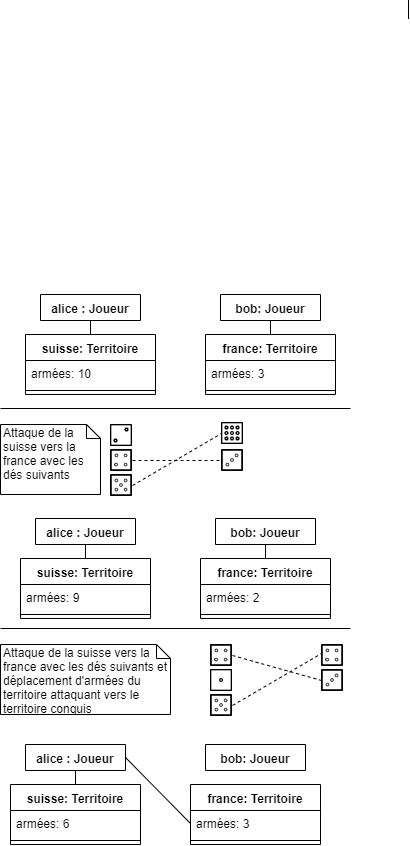 alice : Joueur
bob: Joueur
suisse: Territoire
france: Territoire
armées: 10
armées: 3
Attaque de la
suisse vers la
france avec les
dés suivants
alice : Joueur
bob: Joueur
suisse: Territoire
france: Territoire
armées: 9
armées: 2
Attaque de la suisse vers la
france avec les dés suivants et
déplacement d'armées du
territoire attaquant vers le
territoire conquis
alice : Joueur
bob: Joueur
suisse: Territoire
france: Territoire
armées: 6
armées: 3